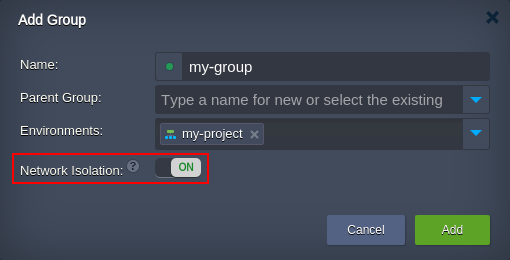 Add Group
Name: my-group
Parent Group: Type a name for new or select the existing
Environments: my-project
Network Isolation: ? ON
Cancel Add